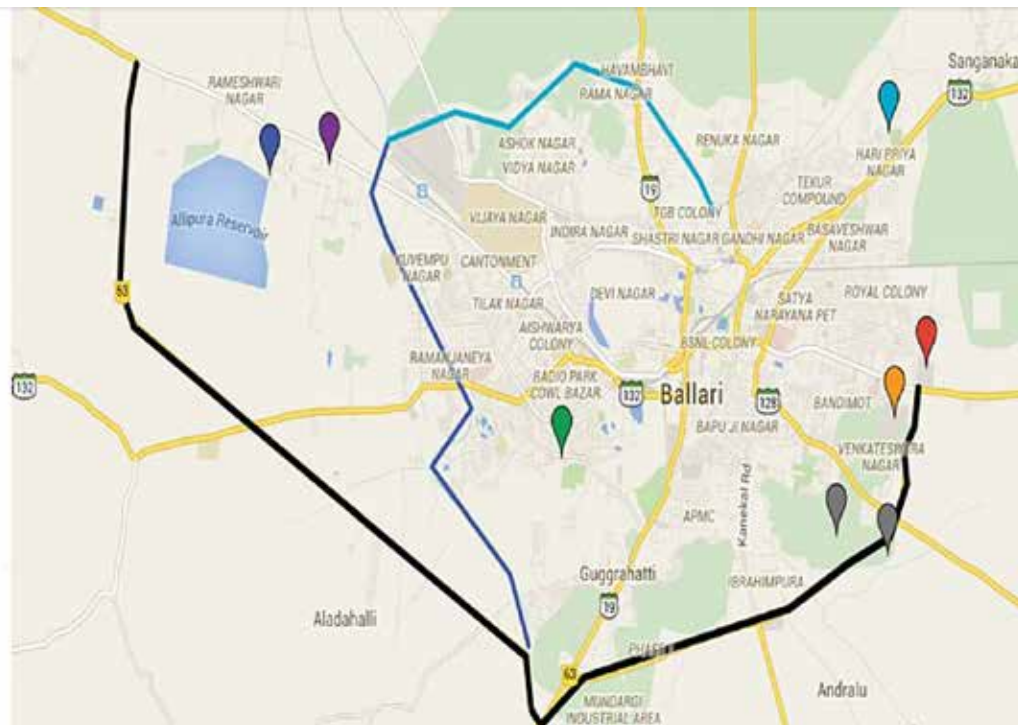 Sanganaka
132
HAVAMBHAVI
RAMA NAGAR
RAMESHWARI
NAGAR
RENUKA NAGAR
HARI PRIYA
NAGAR
ASHOK NAGAR
VIDYA NAGAR
TEKUR
COMPOUND
19
VIJAYA NAGAR
TGB COLONY
Allipura Reservoir
INDIRA NAGAR
SHASTRI NAGAR
GANDHI NAGAR
BASAVESHWAR
NAGAR
KUVEMPU
NAGAR
CANTONMENT
63
TILAK NAGAR
DEVI NAGAR
SATYA
NARAYANA PET
ROYAL COLONY
AISHWARYA
COLONY
BSNL COLONY
RAMANJANEYA
NAGAR
RADIO PARK
COWL BAZAR
132
132
Ballari
128
BANDIMOT
BAPU JI NAGAR
VENKATESWARA
NAGAR
Kanekal Rd
APMC
Guggrahatti
IBRAHIMPURA
19
Aladahalli
63
Andralu
MUNDARGI
INDUSTRIAL AREA